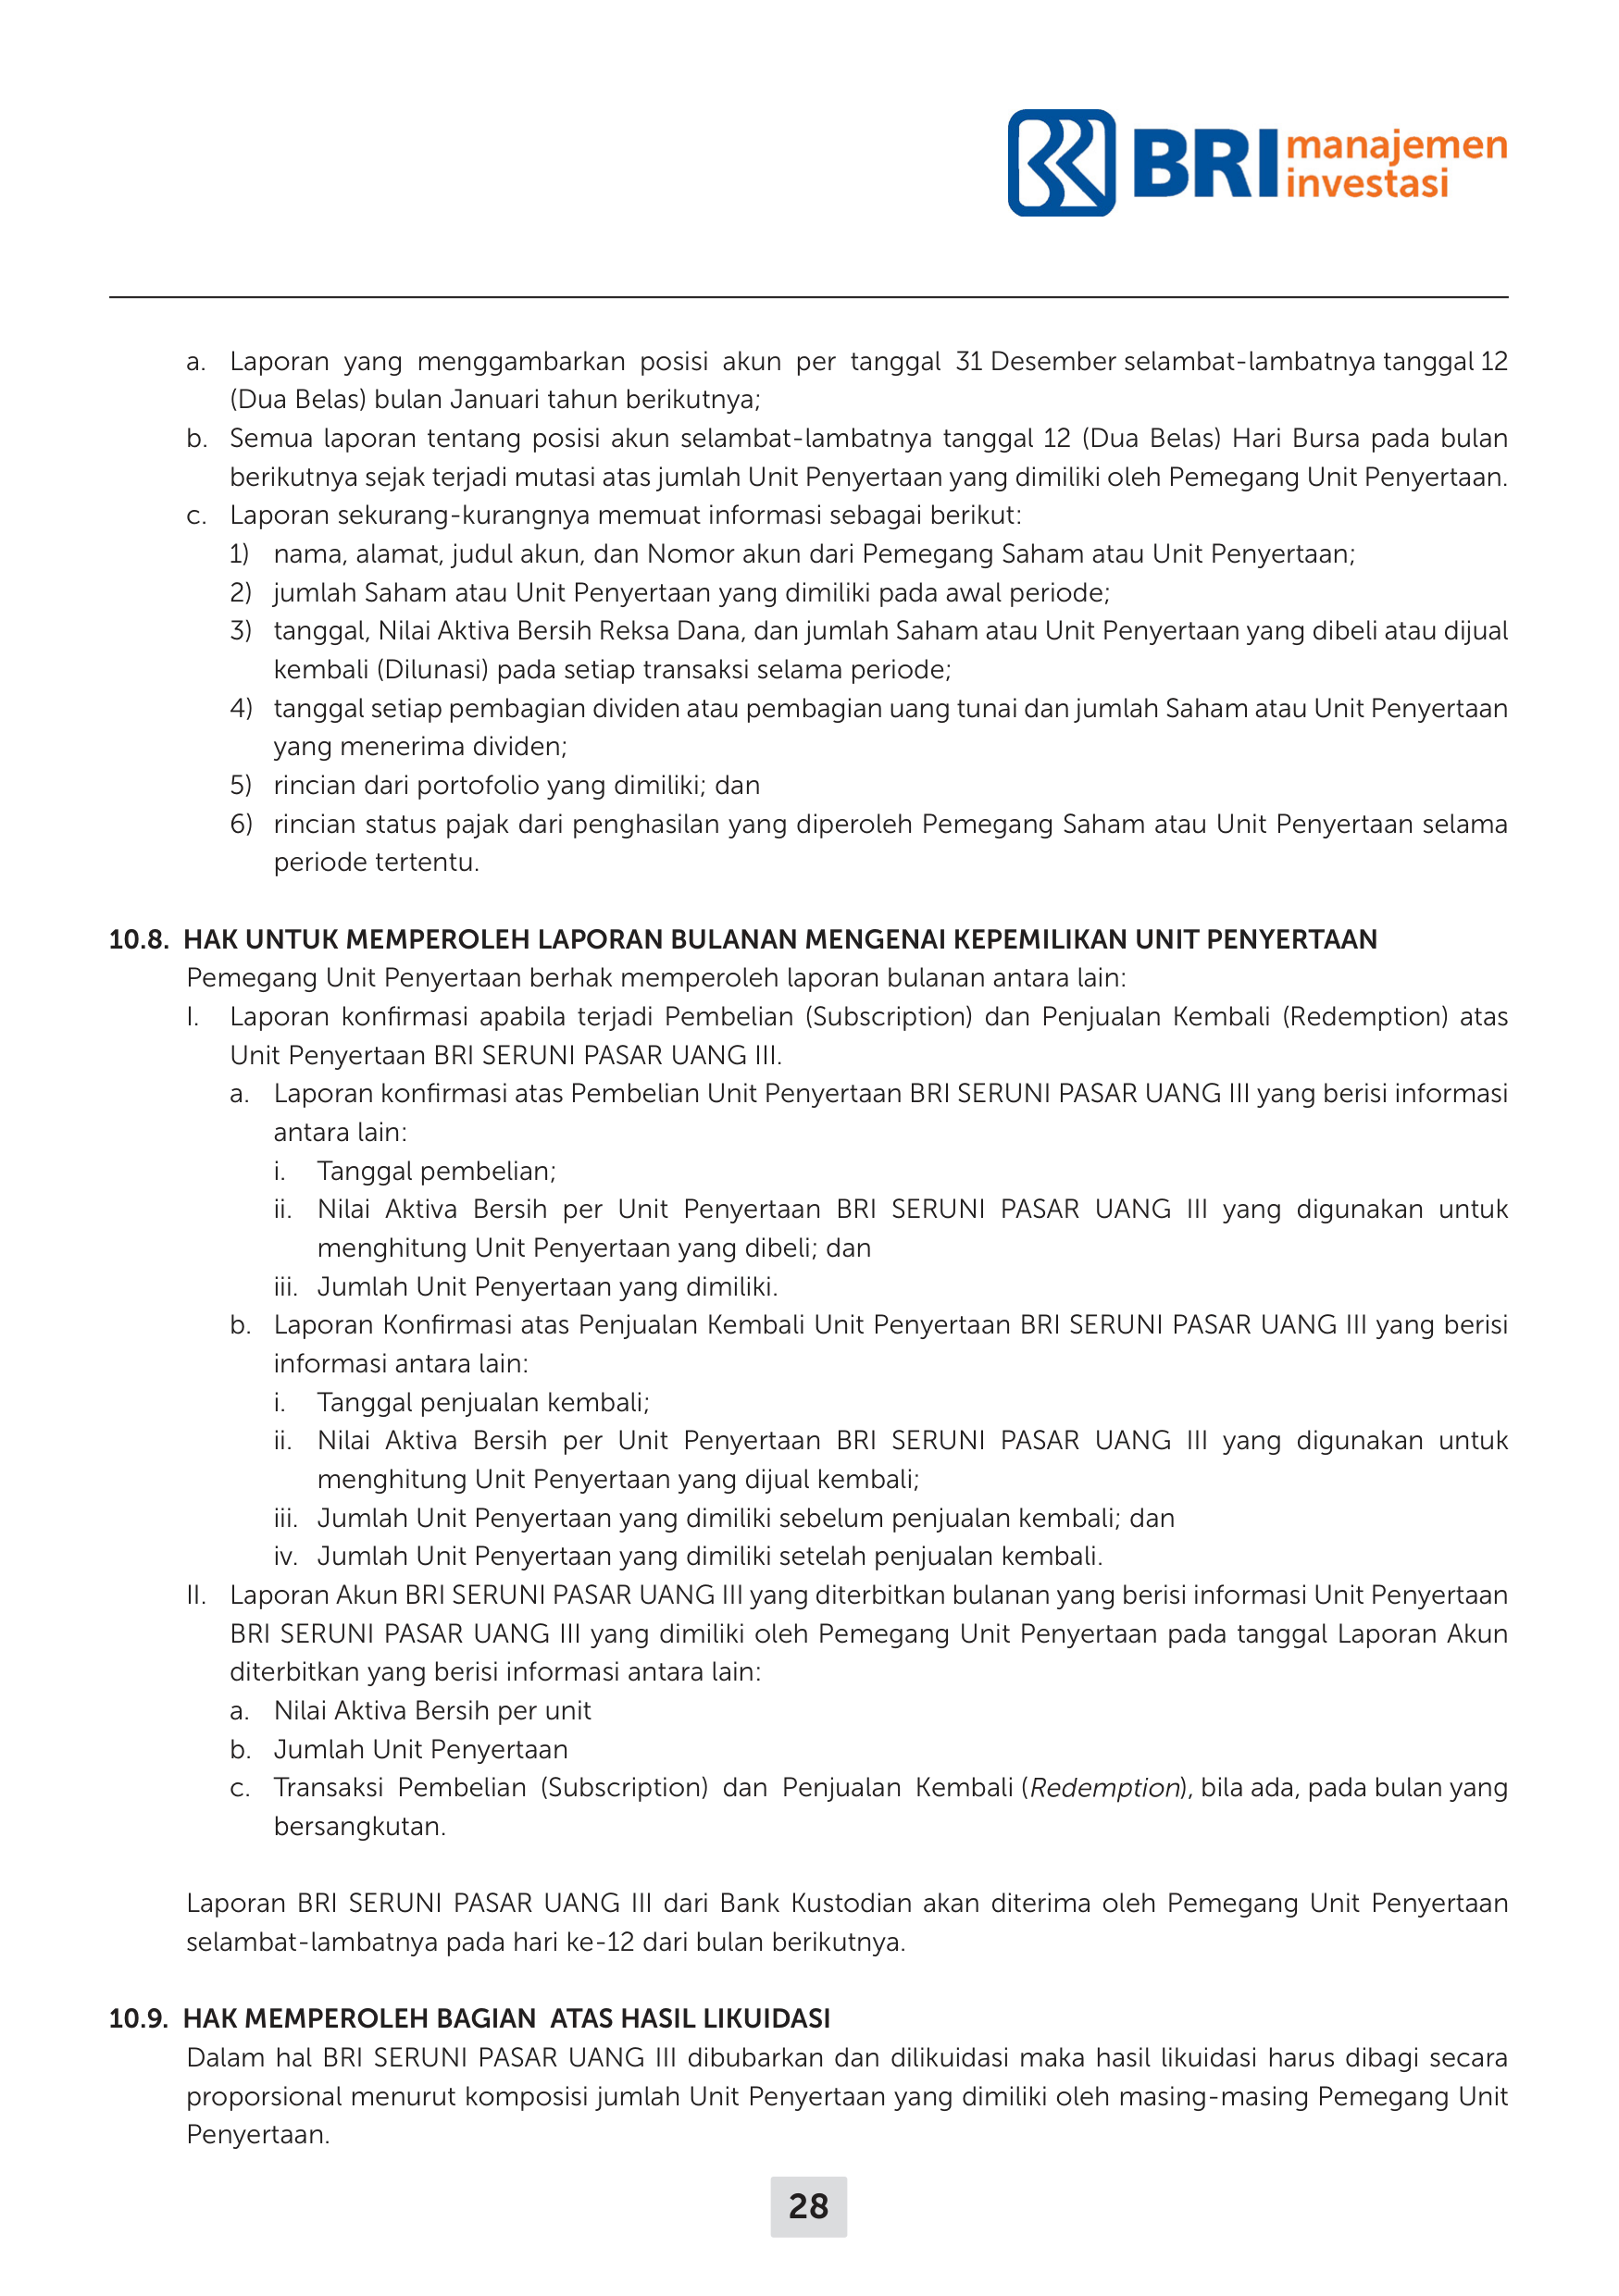 BRI manajemen
investasi
a. Laporan yang menggambarkan posisi akun per tanggal 31 Desember selambat-lambatnya tanggal 12
(Dua Belas) bulan Januari tahun berikutnya;
b. Semua laporan tentang posisi akun selambat-lambatnya tanggal 12 (Dua Belas) Hari Bursa pada bulan
berikutnya sejak terjadi mutasi atas jumlah Unit Penyertaan yang dimiliki oleh Pemegang Unit Penyertaan.
c. Laporan sekurang-kurangnya memuat informasi sebagai berikut:
1) nama, alamat, judul akun, dan Nomor akun dari Pemegang Saham atau Unit Penyertaan;
2) jumlah Saham atau Unit Penyertaan yang dimiliki pada awal periode;
3) tanggal, Nilai Aktiva Bersih Reksa Dana, dan jumlah Saham atau Unit Penyertaan yang dibeli atau dijual
kembali (Dilunasi) pada setiap transaksi selama periode;
4) tanggal setiap pembagian dividen atau pembagian uang tunai dan jumlah Saham atau Unit Penyertaan
yang menerima dividen;
5) rincian dari portofolio yang dimiliki; dan
6) rincian status pajak dari penghasilan yang diperoleh Pemegang Saham atau Unit Penyertaan selama
periode tertentu.
10.8. HAK UNTUK MEMPEROLEH LAPORAN BULANAN MENGENAI KEPEMILIKAN UNIT PENYERTAAN
Pemegang Unit Penyertaan berhak memperoleh laporan bulanan antara lain:
I. Laporan konfirmasi apabila terjadi Pembelian (Subscription) dan Penjualan Kembali (Redemption) atas
Unit Penyertaan BRI SERUNI PASAR UANG III.
a. Laporan konfirmasi atas Pembelian Unit Penyertaan BRI SERUNI PASAR UANG III yang berisi informasi
antara lain:
i. Tanggal pembelian;
ii. Nilai Aktiva Bersih per Unit Penyertaan BRI SERUNI PASAR UANG III yang digunakan untuk
menghitung Unit Penyertaan yang dibeli; dan
iii. Jumlah Unit Penyertaan yang dimiliki.
b. Laporan Konfirmasi atas Penjualan Kembali Unit Penyertaan BRI SERUNI PASAR UANG III yang berisi
informasi antara lain:
i. Tanggal penjualan kembali;
ii. Nilai Aktiva Bersih per Unit Penyertaan BRI SERUNI PASAR UANG III yang digunakan untuk
menghitung Unit Penyertaan yang dijual kembali;
iii. Jumlah Unit Penyertaan yang dimiliki sebelum penjualan kembali; dan
iv. Jumlah Unit Penyertaan yang dimiliki setelah penjualan kembali.
II. Laporan Akun BRI SERUNI PASAR UANG III yang diterbitkan bulanan yang berisi informasi Unit Penyertaan
BRI SERUNI PASAR UANG III yang dimiliki oleh Pemegang Unit Penyertaan pada tanggal Laporan Akun
diterbitkan yang berisi informasi antara lain:
a. Nilai Aktiva Bersih per unit
b. Jumlah Unit Penyertaan
c. Transaksi Pembelian (Subscription) dan Penjualan Kembali (Redemption), bila ada, pada bulan yang
bersangkutan.
Laporan BRI SERUNI PASAR UANG III dari Bank Kustodian akan diterima oleh Pemegang Unit Penyertaan
selambat-lambatnya pada hari ke-12 dari bulan berikutnya.
10.9. HAK MEMPEROLEH BAGIAN ATAS HASIL LIKUIDASI
Dalam hal BRI SERUNI PASAR UANG III dibubarkan dan dilikuidasi maka hasil likuidasi harus dibagi secara
proporsional menurut komposisi jumlah Unit Penyertaan yang dimiliki oleh masing-masing Pemegang Unit
Penyertaan.
28